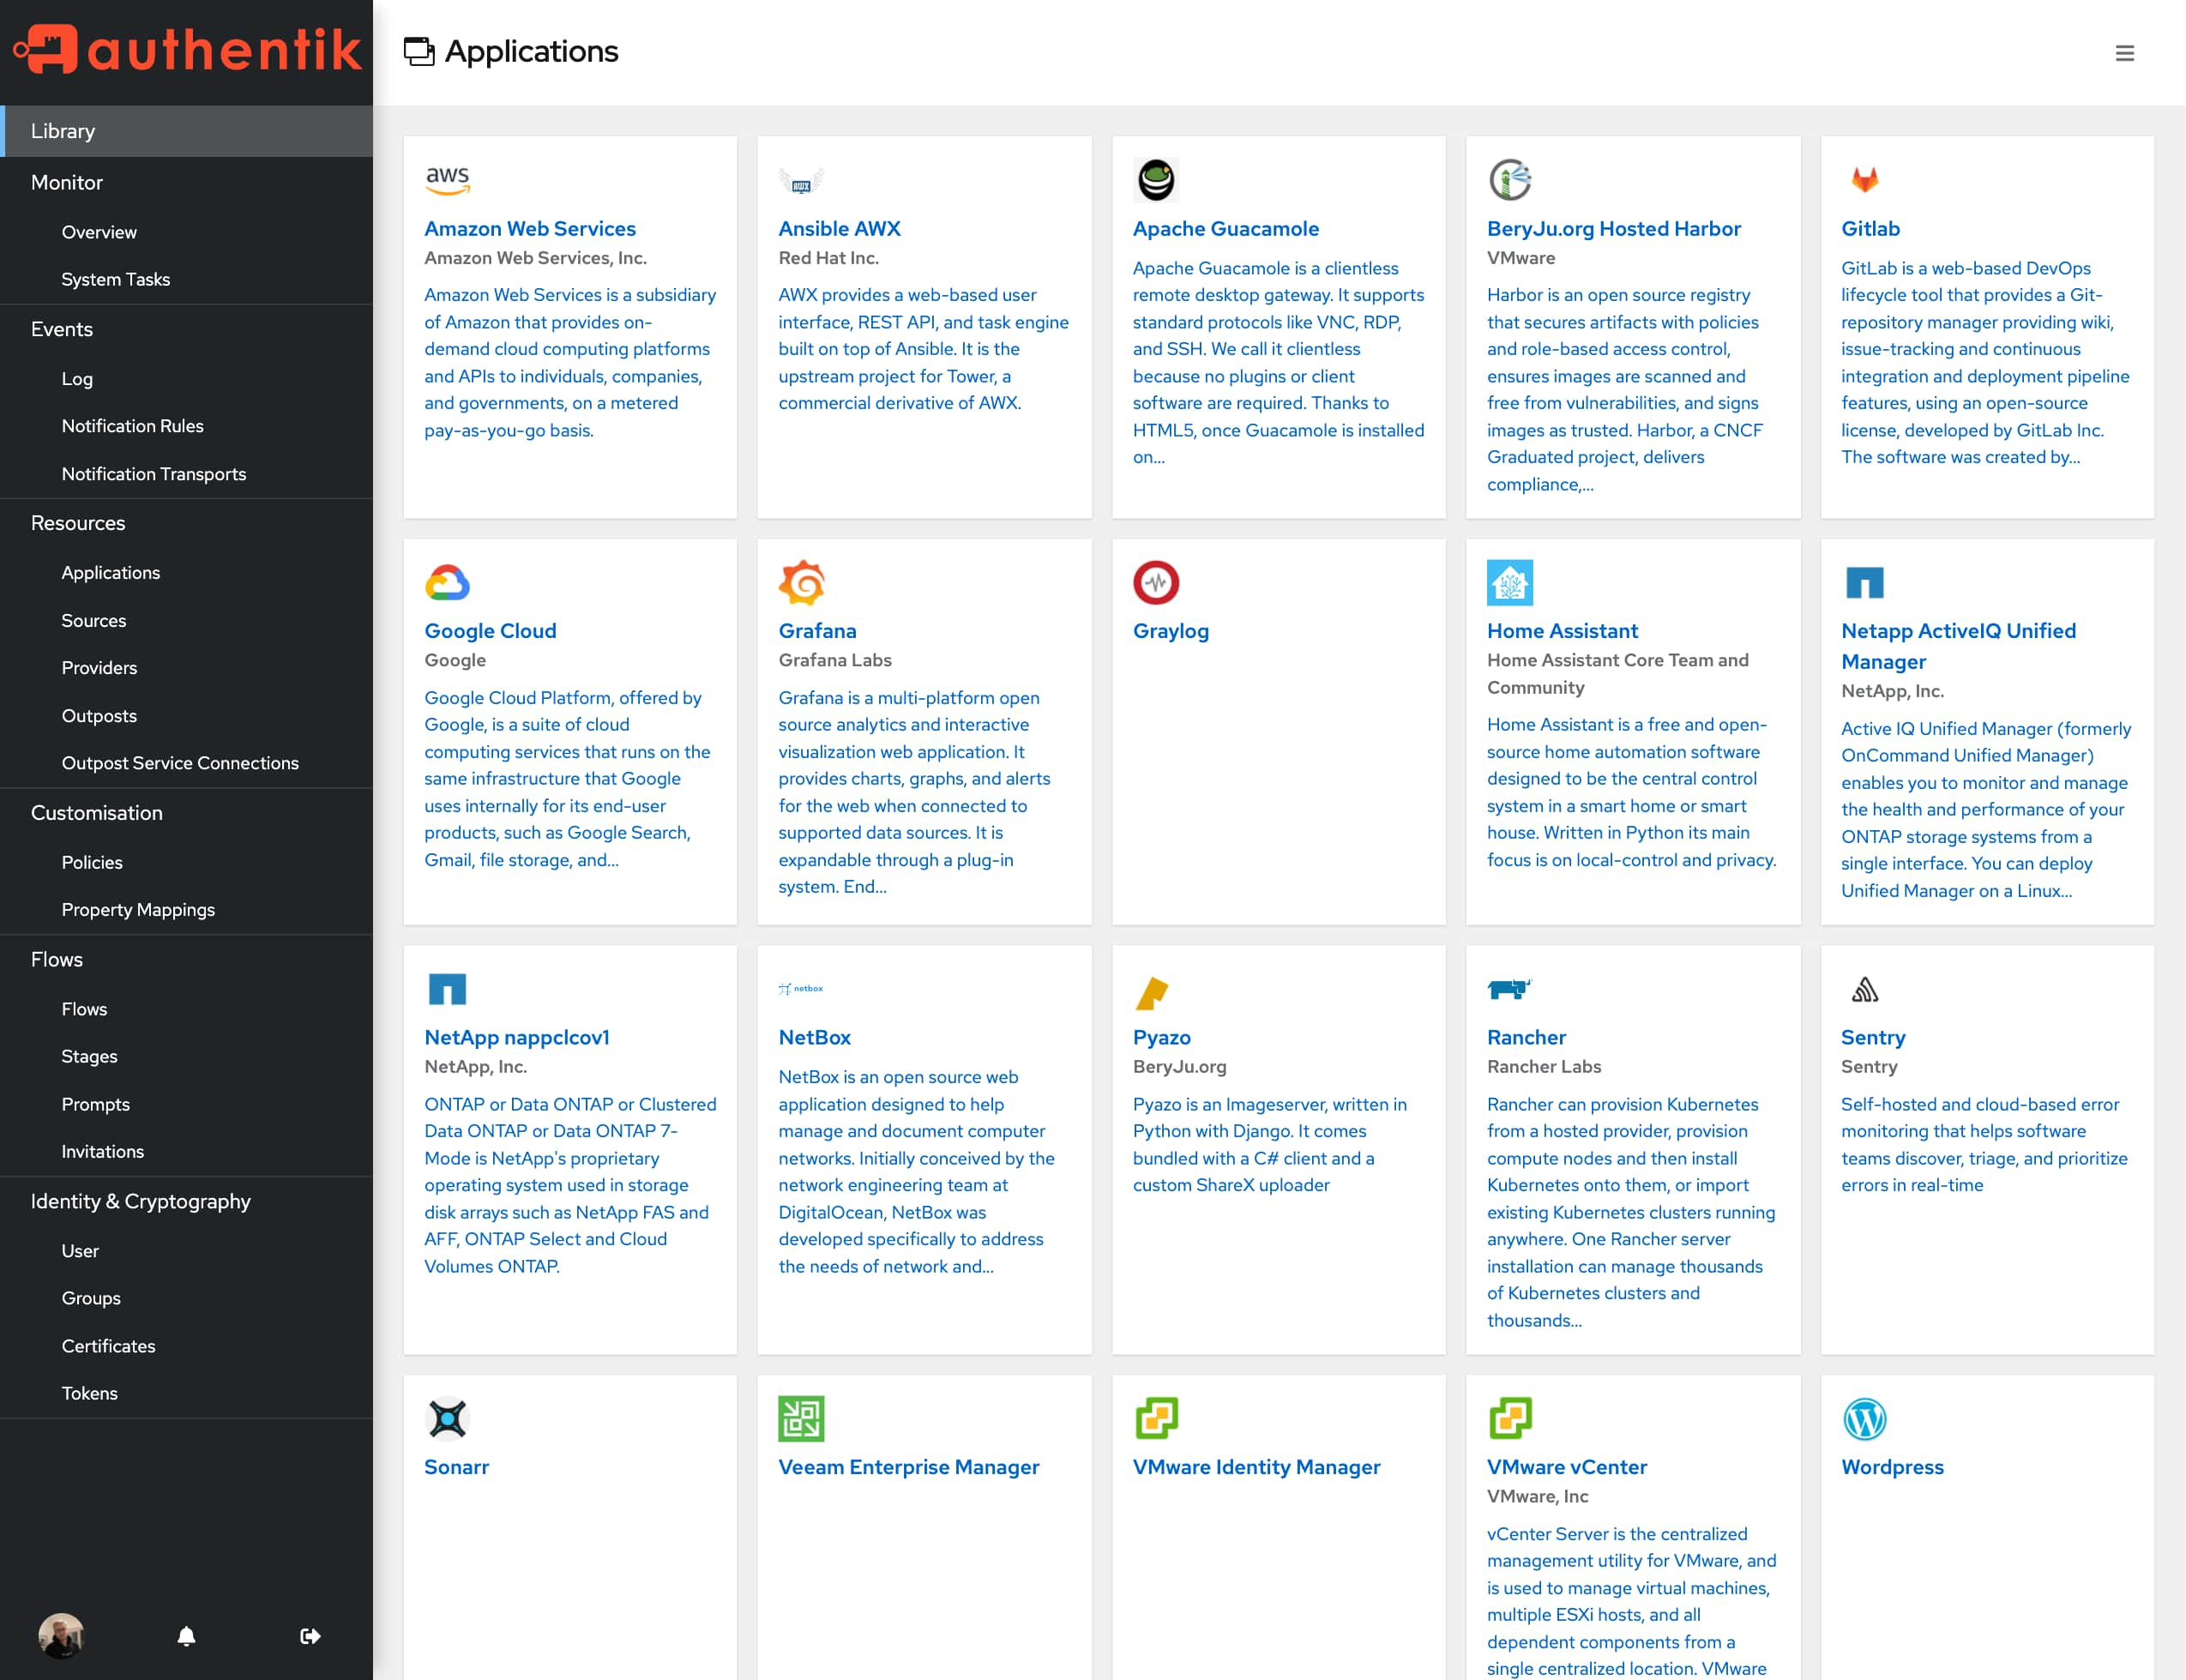 authentik
Library
Monitor
Overview
System Tasks
Events
Log
Notification Rules
Notification Transports
Resources
Applications
Sources
Providers
Outposts
Outpost Service Connections
Customisation
Policies
Property Mappings
Flows
Flows
Stages
Prompts
Invitations
Identity & Cryptography
User
Groups
Certificates
Tokens
Applications
aws
Amazon Web Services
Amazon Web Services, Inc.
Amazon Web Services is a subsidiary
of Amazon that provides on-
demand cloud computing platforms
and APIs to individuals, companies,
and governments, on a metered
pay-as-you-go basis.
AWX
Ansible AWX
Red Hat Inc.
AWX provides a web-based user
interface, REST API, and task engine
built on top of Ansible. It is the
upstream project for Tower, a
commercial derivative of AWX.
Apache Guacamole
Apache Guacamole is a clientless
remote desktop gateway. It supports
standard protocols like VNC, RDP,
and SSH. We call it clientless
because no plugins or client
software are required. Thanks to
HTML5, once Guacamole is installed
on...
BeryJu.org Hosted Harbor
VMware
Harbor is an open source registry
that secures artifacts with policies
and role-based access control,
ensures images are scanned and
free from vulnerabilities, and signs
images as trusted. Harbor, a CNCF
Graduated project, delivers
compliance,...
Gitlab
GitLab is a web-based DevOps
lifecycle tool that provides a Git-
repository manager providing wiki,
issue-tracking and continuous
integration and deployment pipeline
features, using an open-source
license, developed by GitLab Inc.
The software was created by...
Google Cloud
Google
Google Cloud Platform, offered by
Google, is a suite of cloud
computing services that runs on the
same infrastructure that Google
uses internally for its end-user
products, such as Google Search,
Gmail, file storage, and...
Grafana
Grafana Labs
Grafana is a multi-platform open
source analytics and interactive
visualization web application. It
provides charts, graphs, and alerts
for the web when connected to
supported data sources. It is
expandable through a plug-in
system. End...
Graylog
Home Assistant
Home Assistant Core Team and
Community
Home Assistant is a free and open-
source home automation software
designed to be the central control
system in a smart home or smart
house. Written in Python its main
focus is on local-control and privacy.
Netapp ActiveIQ Unified
Manager
NetApp, Inc.
Active IQ Unified Manager (formerly
OnCommand Unified Manager)
enables you to monitor and manage
the health and performance of your
ONTAP storage systems from a
single interface. You can deploy
Unified Manager on a Linux...
NetApp nappclcov1
NetApp, Inc.
ONTAP or Data ONTAP or Clustered
Data ONTAP or Data ONTAP 7-
Mode is NetApp's proprietary
operating system used in storage
disk arrays such as NetApp FAS and
AFF, ONTAP Select and Cloud
Volumes ONTAP.
netbox
NetBox
NetBox is an open source web
application designed to help
manage and document computer
networks. Initially conceived by the
network engineering team at
DigitalOcean, NetBox was
developed specifically to address
the needs of network and...
Pyazo
BeryJu.org
Pyazo is an Imageserver, written in
Python with Django. It comes
bundled with a C# client and a
custom ShareX uploader
Rancher
Rancher Labs
Rancher can provision Kubernetes
from a hosted provider, provision
compute nodes and then install
Kubernetes onto them, or import
existing Kubernetes clusters running
anywhere. One Rancher server
installation can manage thousands
of Kubernetes clusters and
thousands...
Sentry
Sentry
Self-hosted and cloud-based error
monitoring that helps software
teams discover, triage, and prioritize
errors in real-time
Sonarr
Veeam Enterprise Manager
VMware Identity Manager
VMware vCenter
VMware, Inc
vCenter Server is the centralized
management utility for VMware, and
is used to manage virtual machines,
multiple ESXi hosts, and all
dependent components from a
single centralized location. VMware
Wordpress